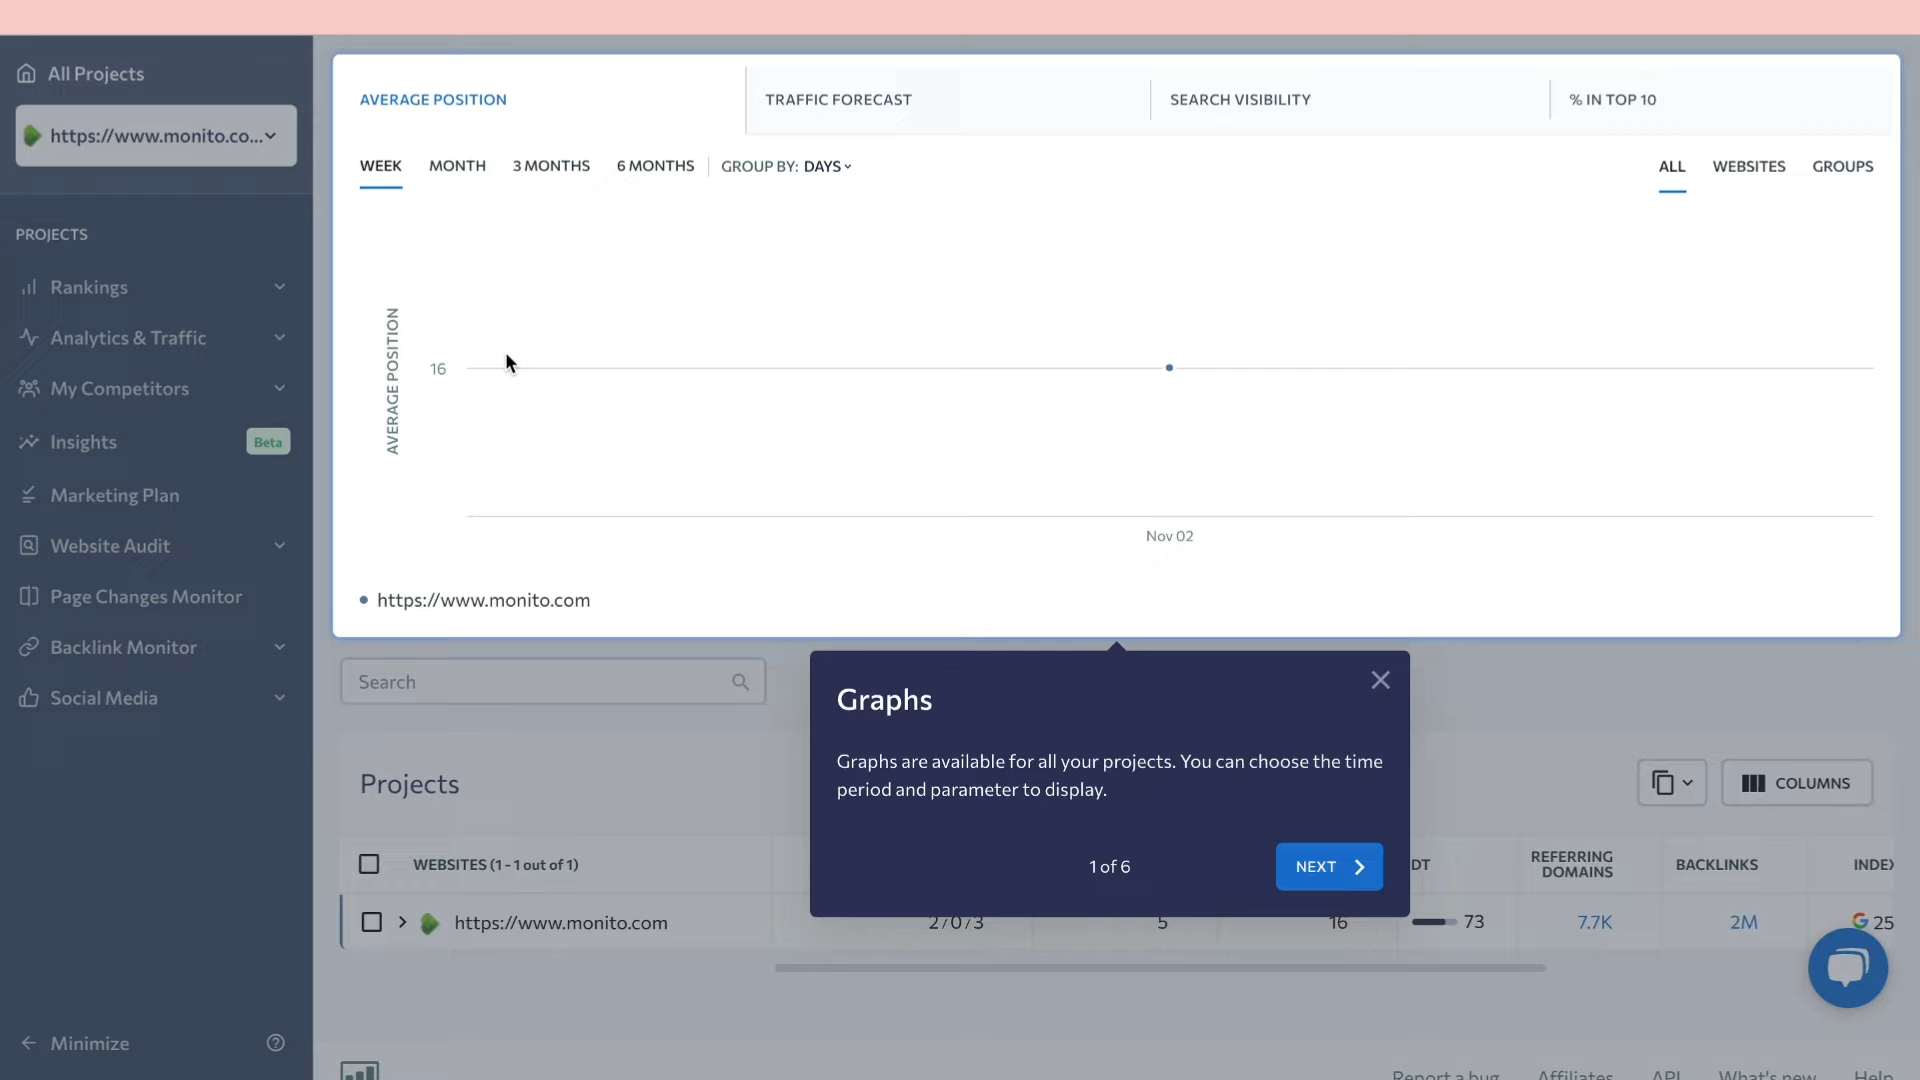 All Projects
https://www.monito.co...
PROJECTS
Rankings
Analytics & Traffic
My Competitors
Insights
Beta
Marketing Plan
Website Audit
Page Changes Monitor
Backlink Monitor
Social Media
Minimize
AVERAGE POSITION
TRAFFIC FORECAST
SEARCH VISIBILITY
% IN TOP 10
WEEK MONTH 3 MONTHS 6 MONTHS GROUP BY: DAYS
ALL WEBSITES GROUPS
AVERAGE POSITION
16
Nov 02
https://www.monito.com
Search
Graphs
Graphs are available for all your projects. You can choose the time
period and parameter to display.
1 of 6
NEXT
Projects
COLUMNS
WEBSITES (1 - 1 out of 1)
DT
REFERRING
DOMAINS
BACKLINKS
INDEX
https://www.monito.com
2/0/3
5
16
73
7.7K
2M
G 25
Report a bug Affiliates API What's new Help